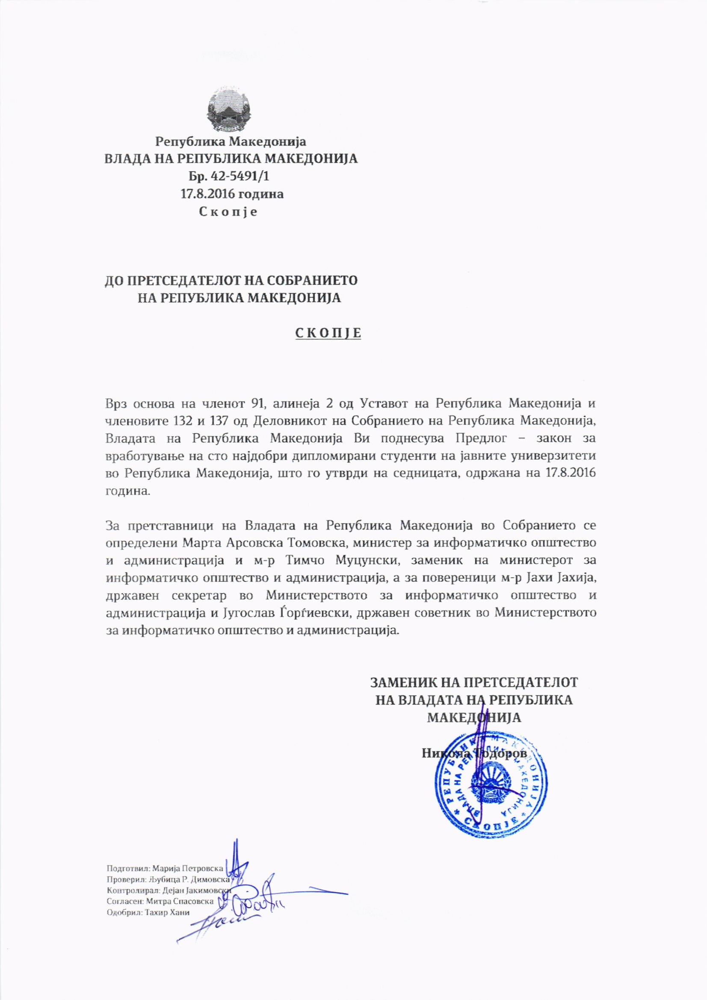 Република Македонија
ВЛАДА НА РЕПУБЛИКА МАКЕДОНИЈА
Бр. 42-5491/1
17.8.2016 година
С к о п ј е
ДО ПРЕТСЕДАТЕЛОТ НА СОБРАНИЕТО
НА РЕПУБЛИКА МАКЕДОНИЈА
С К О П Ј Е
Врз основа на членот 91, алинеја 2 од Уставот на Република Македонија и
членовите 132 и 137 од Деловникот на Собранието на Република Македонија,
Владата на Република Македонија Ви поднесува Предлог – закон за
вработување на сто најдобри дипломирани студенти на јавните универзитети
во Република Македонија, што го утврди на седницата, одржана на 17.8.2016
година.
За претставници на Владата на Република Македонија во Собранието се
определени Марта Арсовска Томовска, министер за информатичко општество
и администрација и м-р Тимчо Муцунски, заменик на министерот за
информатичко општество и администрација, а за повереници м-р Јахи Јахија,
државен секретар во Министерството за информатичко општество и
администрација и Југослав Ѓорѓиевски, државен советник во Министерството
за информатичко општество и администрација.
ЗАМЕНИК НА ПРЕТСЕДАТЕЛОТ
НА ВЛАДАТА НА РЕПУБЛИКА
МАКЕДОНИЈА
Никола Тодоров
РЕПУБЛИКА МАКЕДОНИЈА
ВЛАДА НА РЕПУБЛИКА МАКЕДОНИЈА
* СКОПЈЕ *
Подготвил: Марија Петровска
Проверил: Љубица Р. Димовска
Контролирал: Дејан Јакимовски
Согласен: Митра Спасовска
Одобрил: Тахир Хани